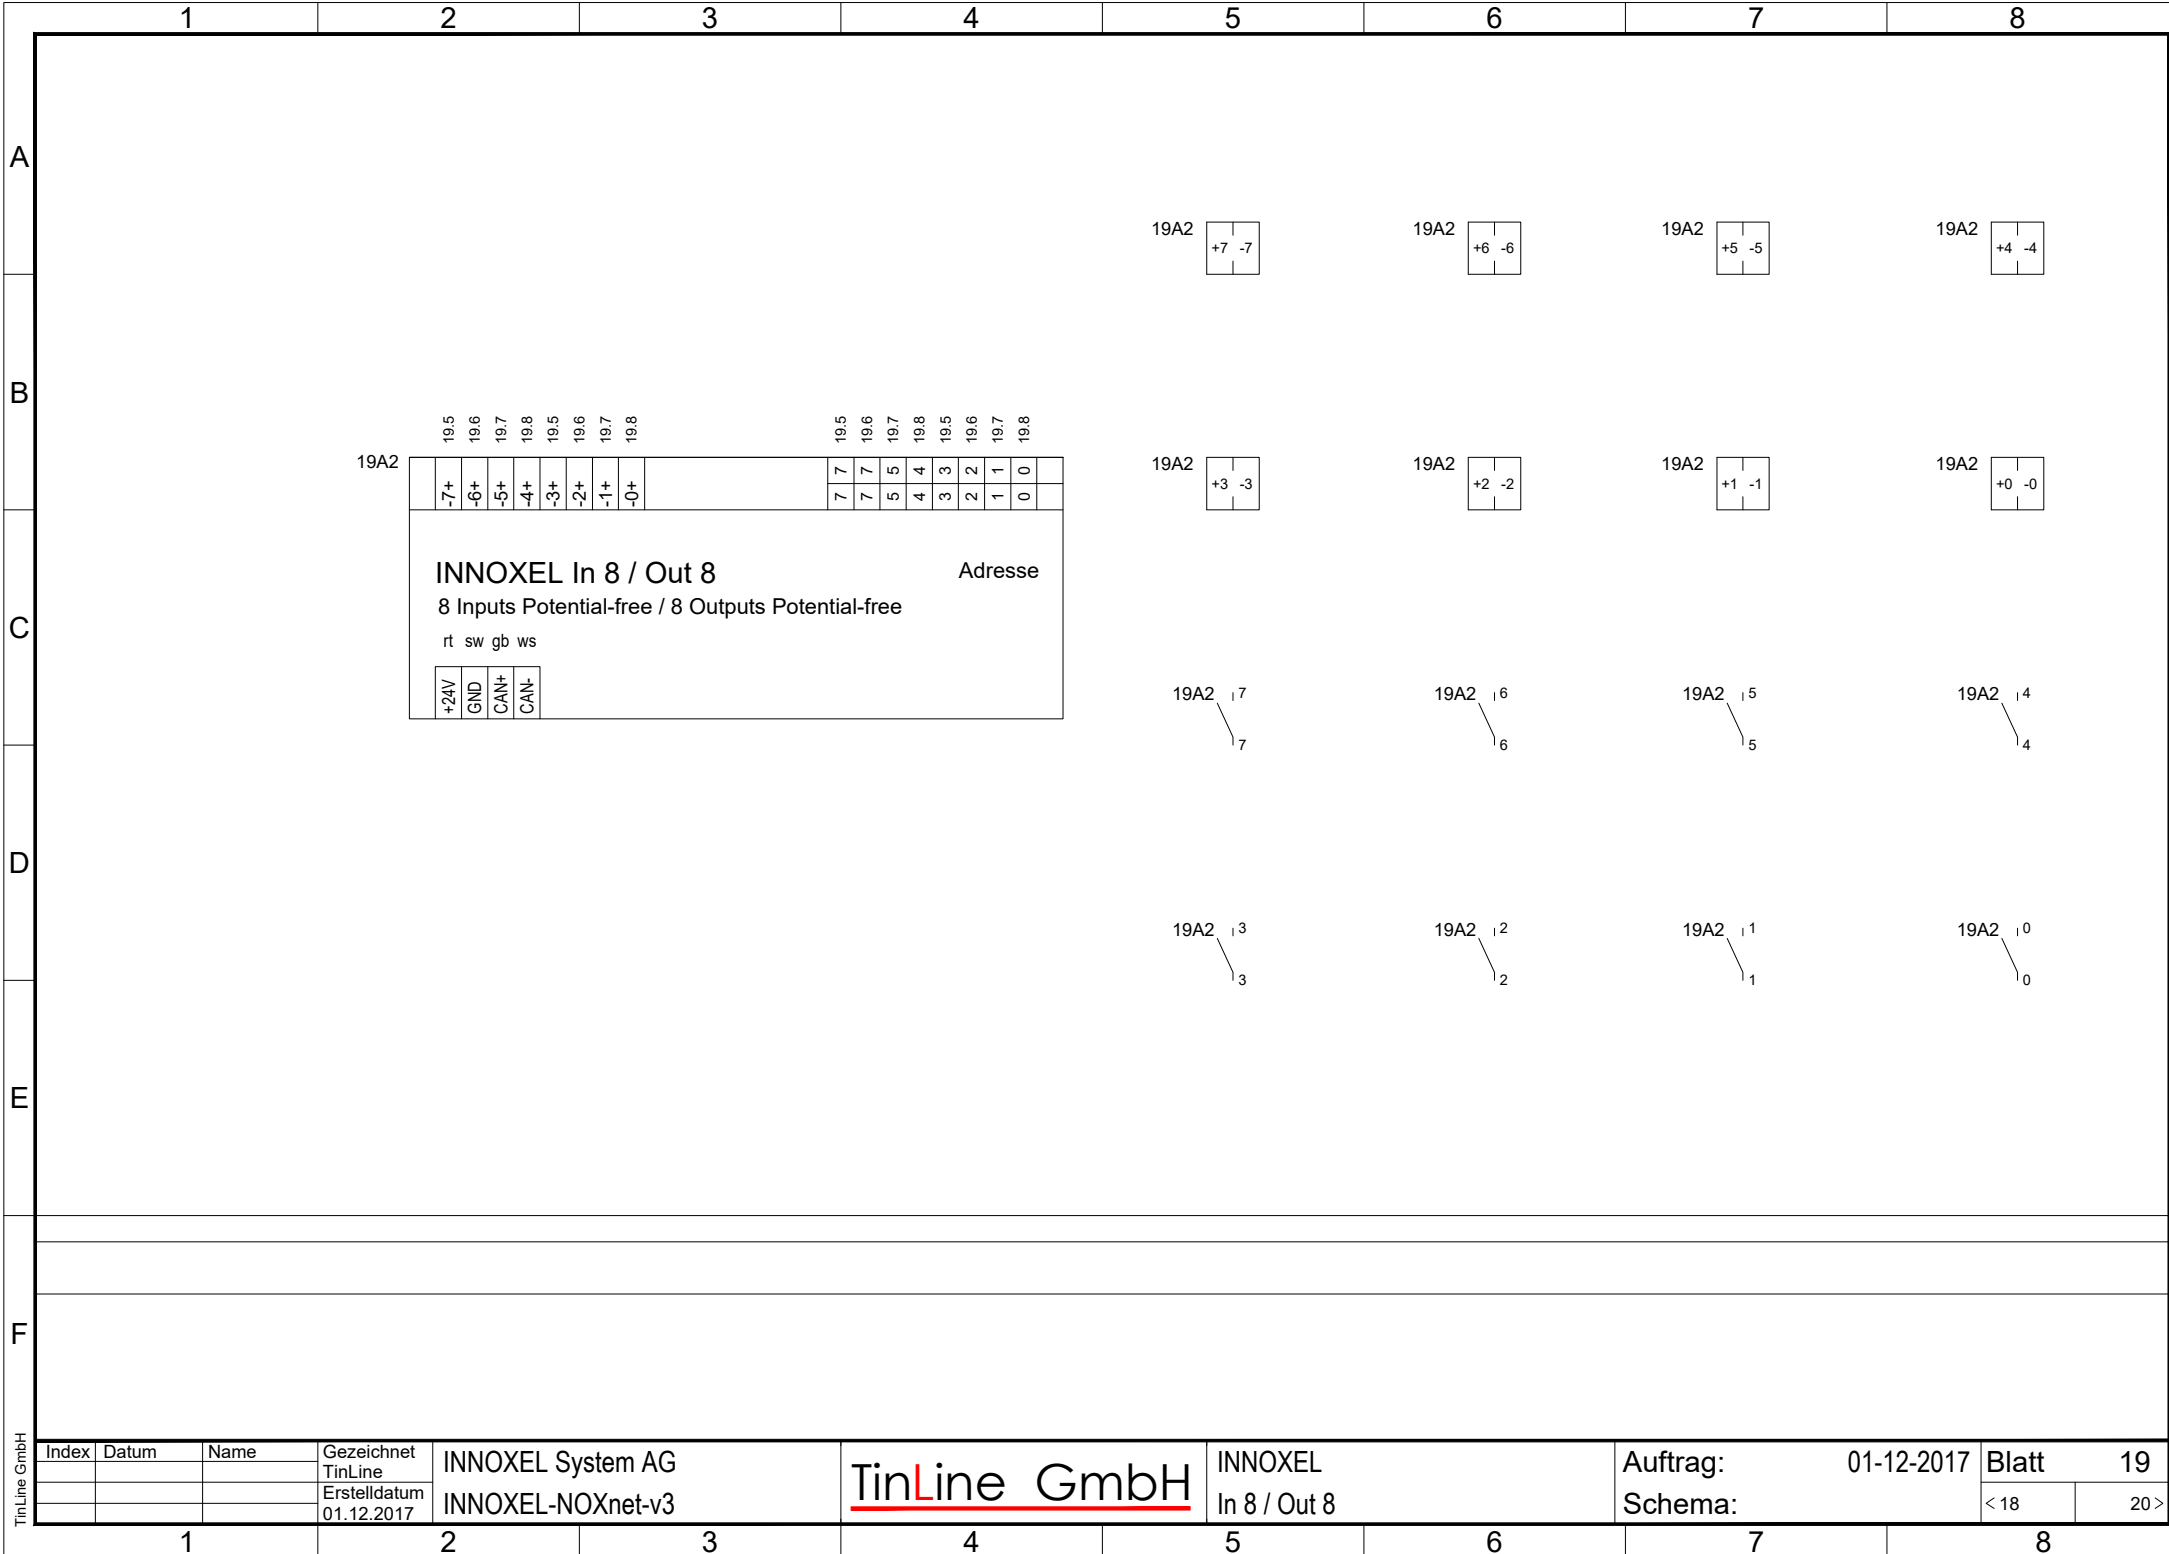 1 2 3 4 5 6 7 8
A
19A2 +7 -7 19A2 +6 -6 19A2 +5 -5 19A2 +4 -4
B
19.5 19.6 19.7 19.8 19.5 19.6 19.7 19.8 19.5 19.6 19.7 19.8 19.5 19.6 19.7 19.8
19A2 -7+ -6+ -5+ -4+ -3+ -2+ -1+ -0+ 7 7 5 4 3 2 1 0
7 7 5 4 3 2 1 0
19A2 +3 -3 19A2 +2 -2 19A2 +1 -1 19A2 +0 -0
INNOXEL In 8 / Out 8 Adresse
8 Inputs Potential-free / 8 Outputs Potential-free
C
rt sw gb ws
+24V GND CAN+ CAN-
19A2 7 19A2 6 19A2 5 19A2 4
7 6 5 4
D
19A2 3 19A2 2 19A2 1 19A2 0
3 2 1 0
E
F
TinLine GmbH
Index Datum Name
Gezeichnet
TinLine
Erstelldatum
01.12.2017
INNOXEL System AG
INNOXEL-NOXnet-v3
TinLine GmbH
INNOXEL
In 8 / Out 8
Auftrag: 01-12-2017
Schema:
Blatt 19
< 18 20 >
1 2 3 4 5 6 7 8